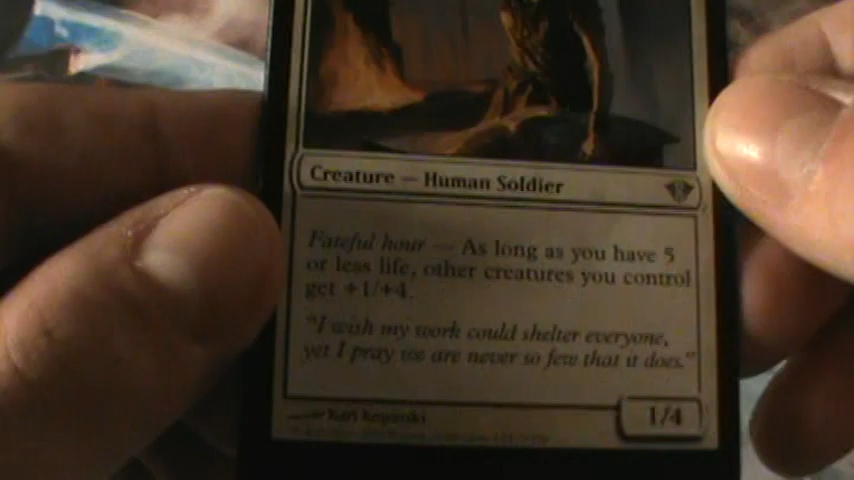 Creature — Human Soldier
Fateful hour — As long as you have 5
or less life, other creatures you control
get +1/+4.
"I wish my work could shelter everyone,
yet I pray we are never so few that it does."
1/4